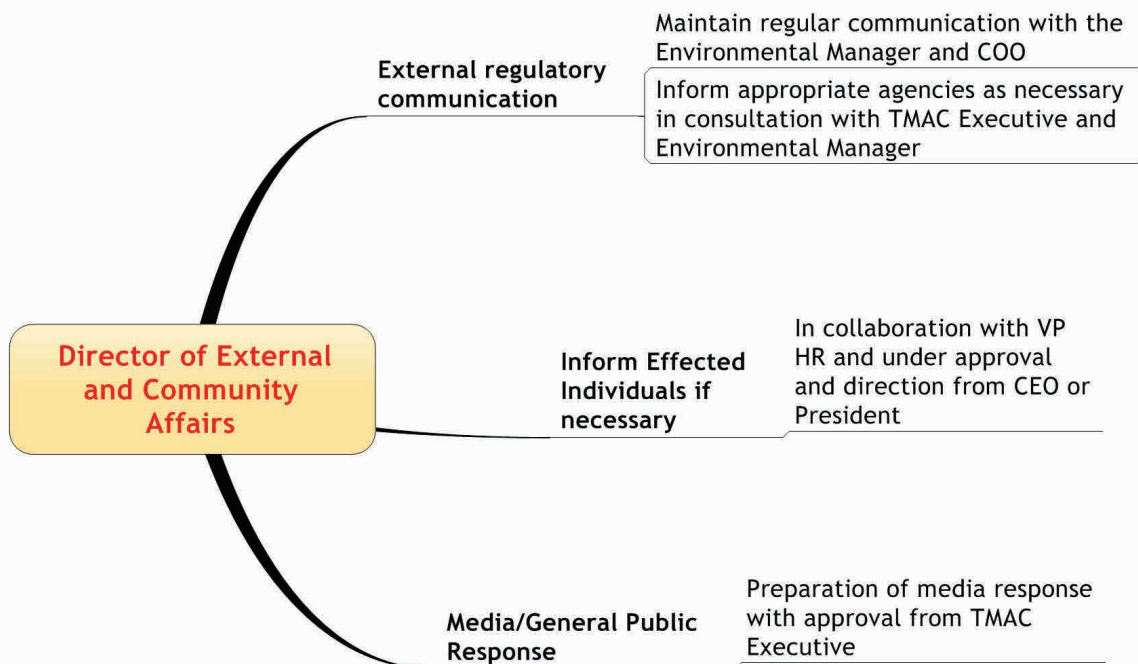 Director of External
and Community
Affairs
External regulatory
communication
Maintain regular communication with the
Environmental Manager and COO
Inform appropriate agencies as necessary
in consultation with TMAC Executive and
Environmental Manager
Inform Effected
Individuals if
necessary
In collaboration with VP
HR and under approval
and direction from CEO or
President
Media/General Public
Response
Preparation of media response
with approval from TMAC
Executive